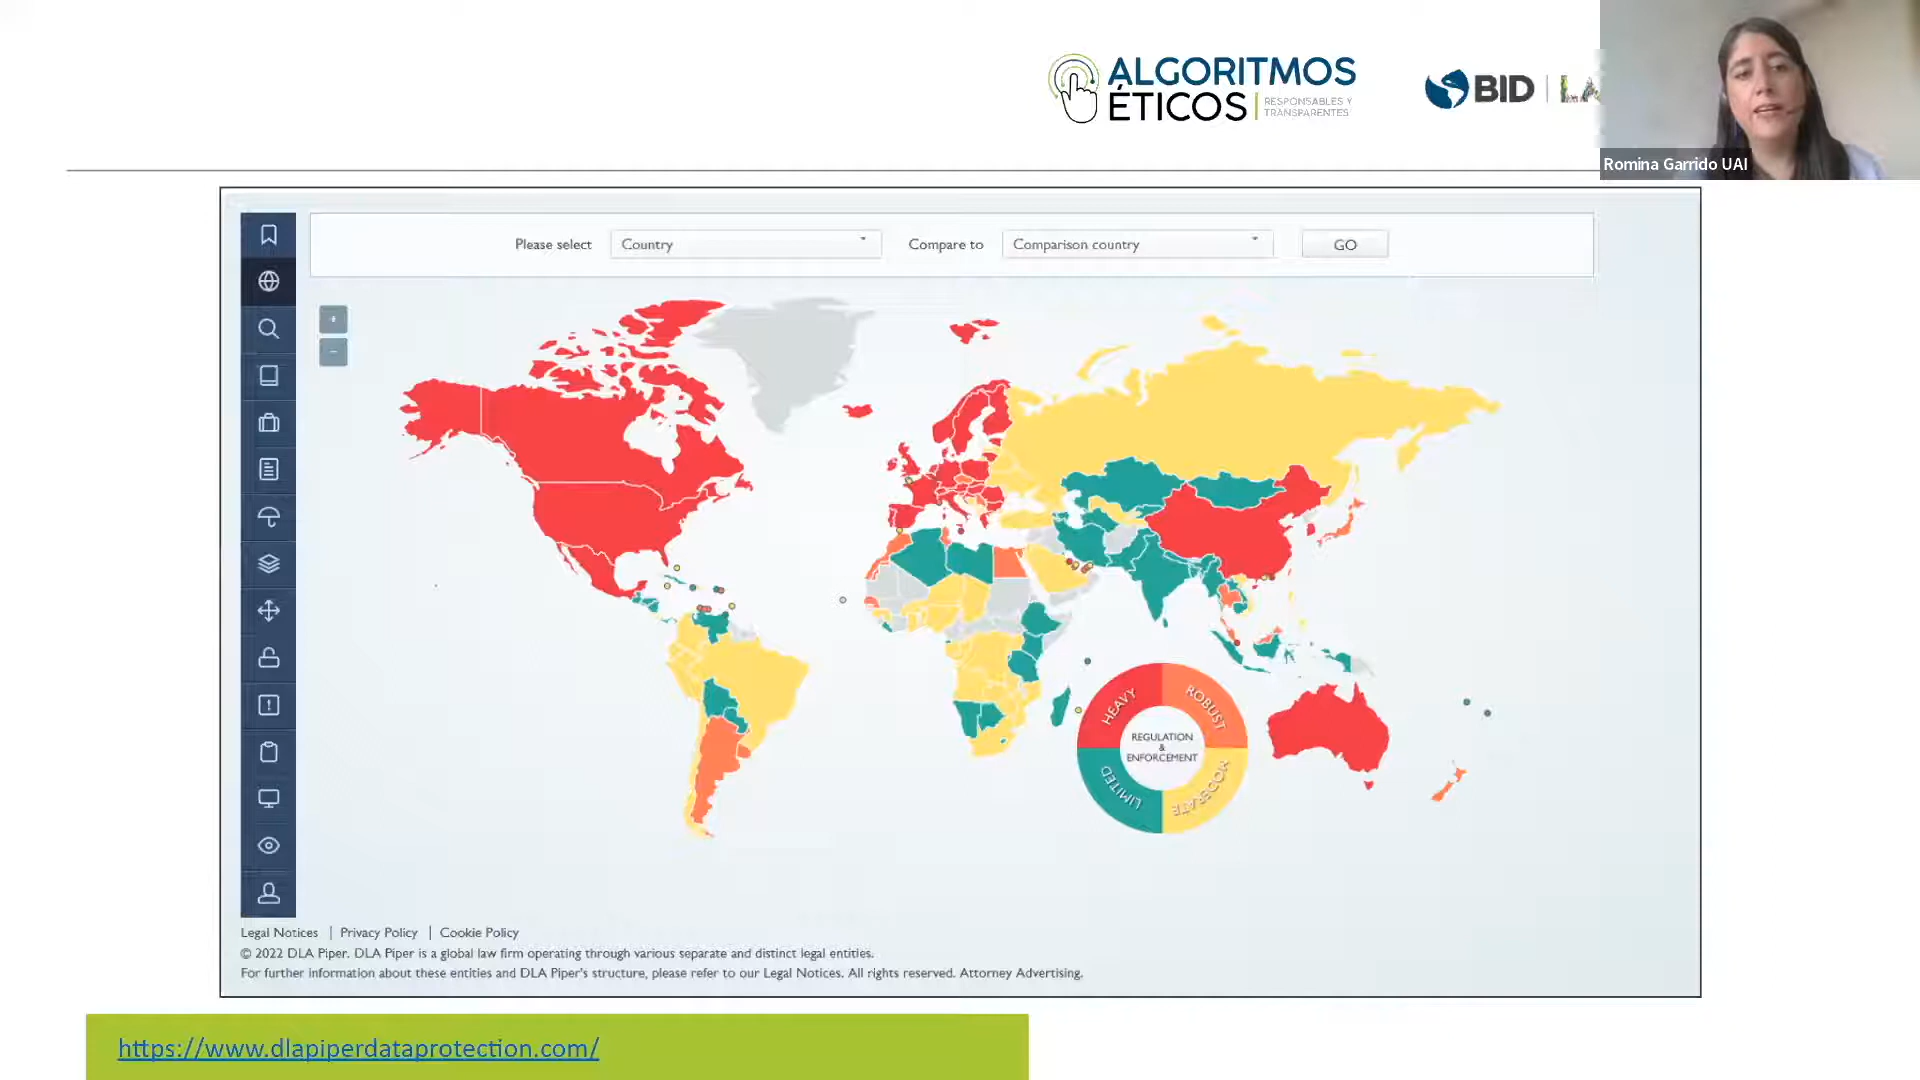 ALGORITMOS
ÉTICOS
RESPONSABLES Y
TRANSPARENTES
BID
Romina Garrido UAI
Please select
Country
Compare to
Comparison country
GO
+
−
HEAVY
ROBUST
REGULATION
&
ENFORCEMENT
LIMITED
MODERATE
Legal Notices | Privacy Policy | Cookie Policy
© 2022 DLA Piper. DLA Piper is a global law firm operating through various separate and distinct legal entities.
For further information about these entities and DLA Piper's structure, please refer to our Legal Notices. All rights reserved. Attorney Advertising.
https://www.dlapiperdataprotection.com/